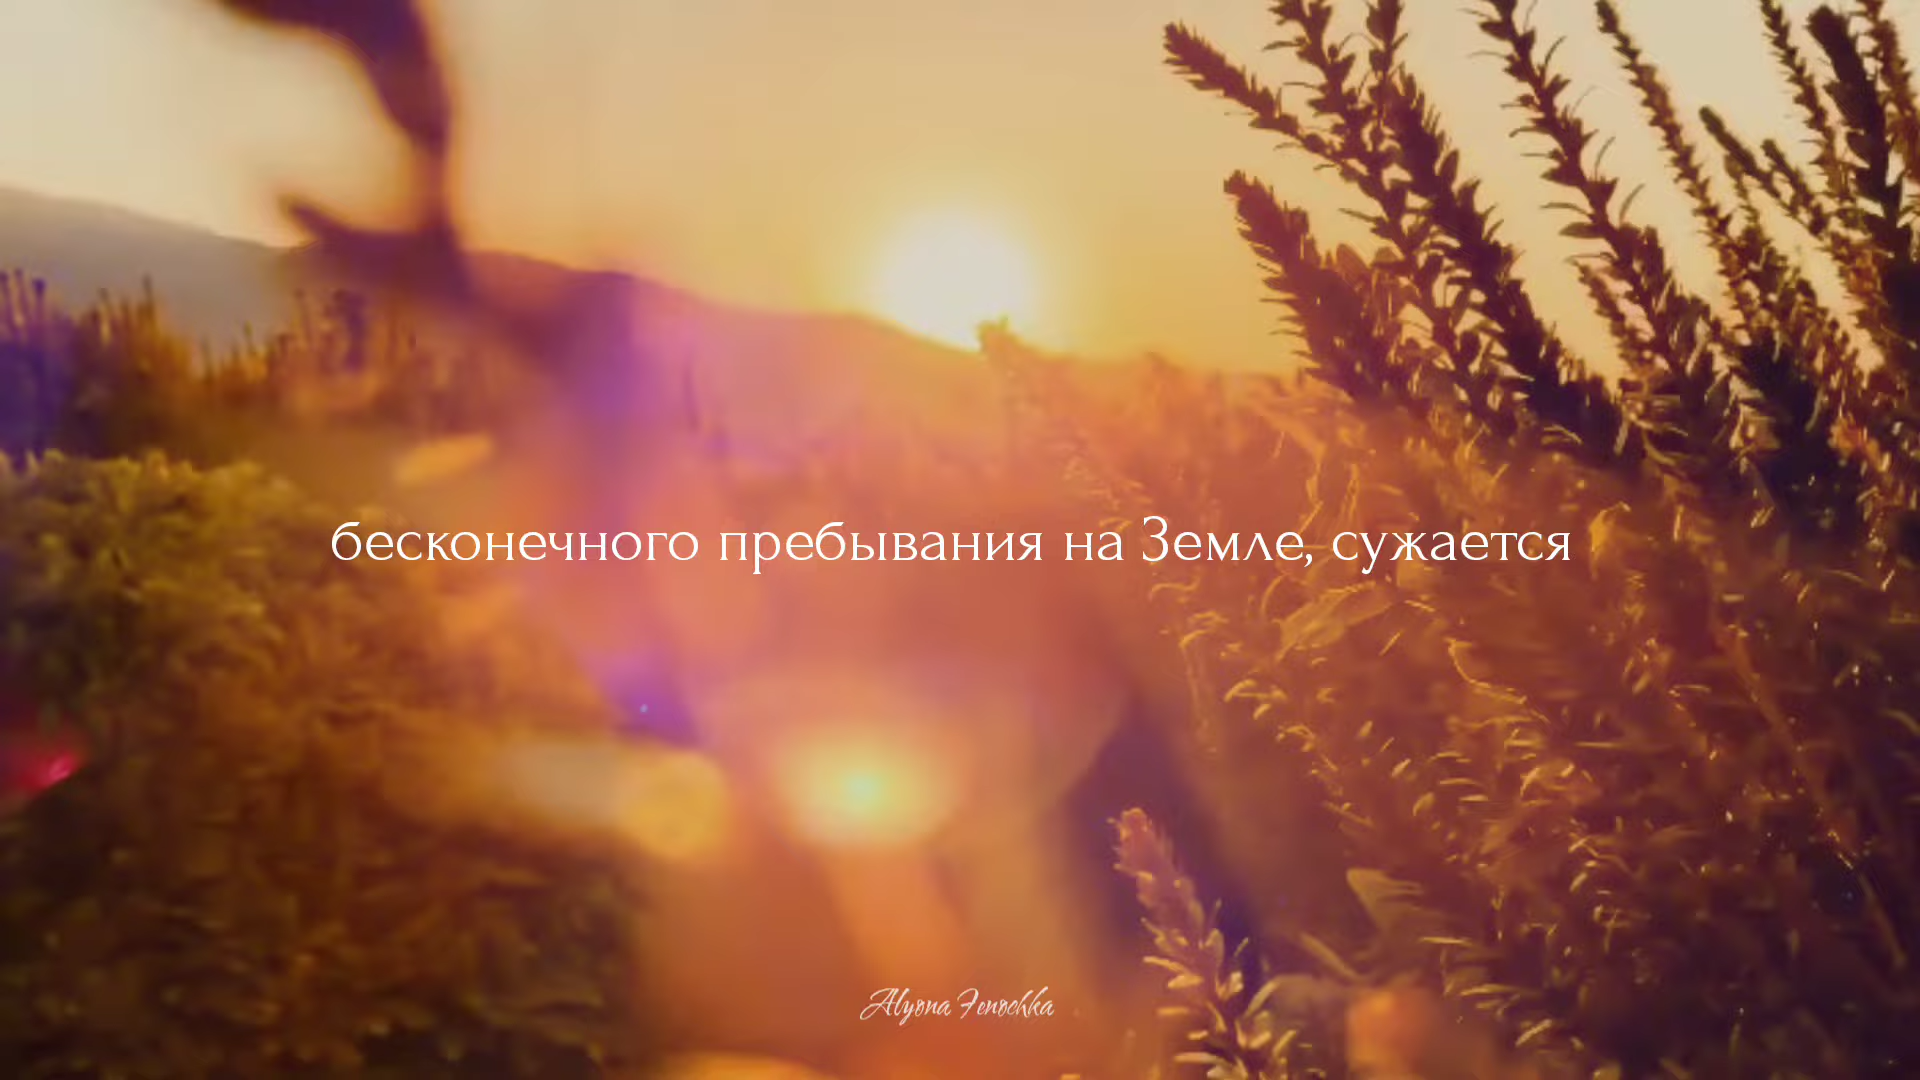 бесконечного пребывания на Земле, сужается
Alyona Fenochka